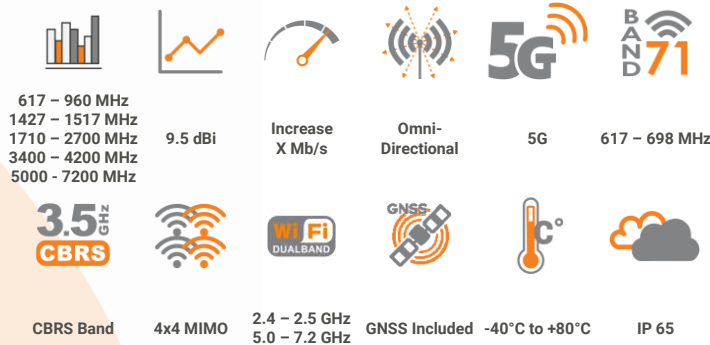 5G
BAND 71
617 – 960 MHz
1427 – 1517 MHz
1710 – 2700 MHz
3400 – 4200 MHz
5000 - 7200 MHz
9.5 dBi
Increase
X Mb/s
Omni-
Directional
5G
617 – 698 MHz
3.5 GHz
CBRS
Wi Fi
DUALBAND
GNSS
C°
CBRS Band
4x4 MIMO
2.4 – 2.5 GHz
5.0 – 7.2 GHz
GNSS Included
-40°C to +80°C
IP 65